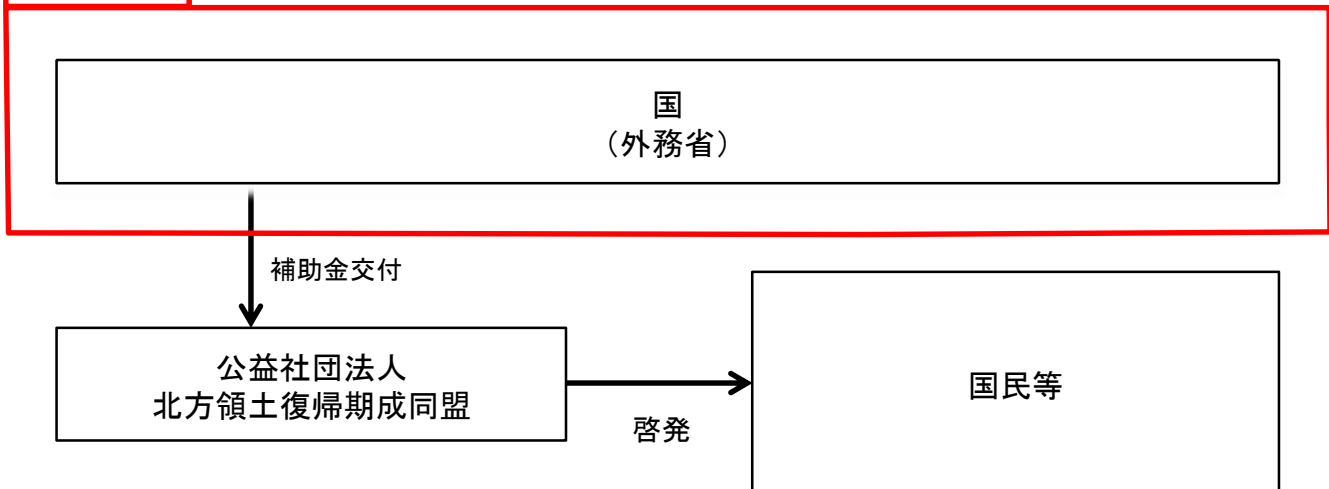 国
（外務省）
補助金交付
公益社団法人
北方領土復帰期成同盟
啓発
国民等